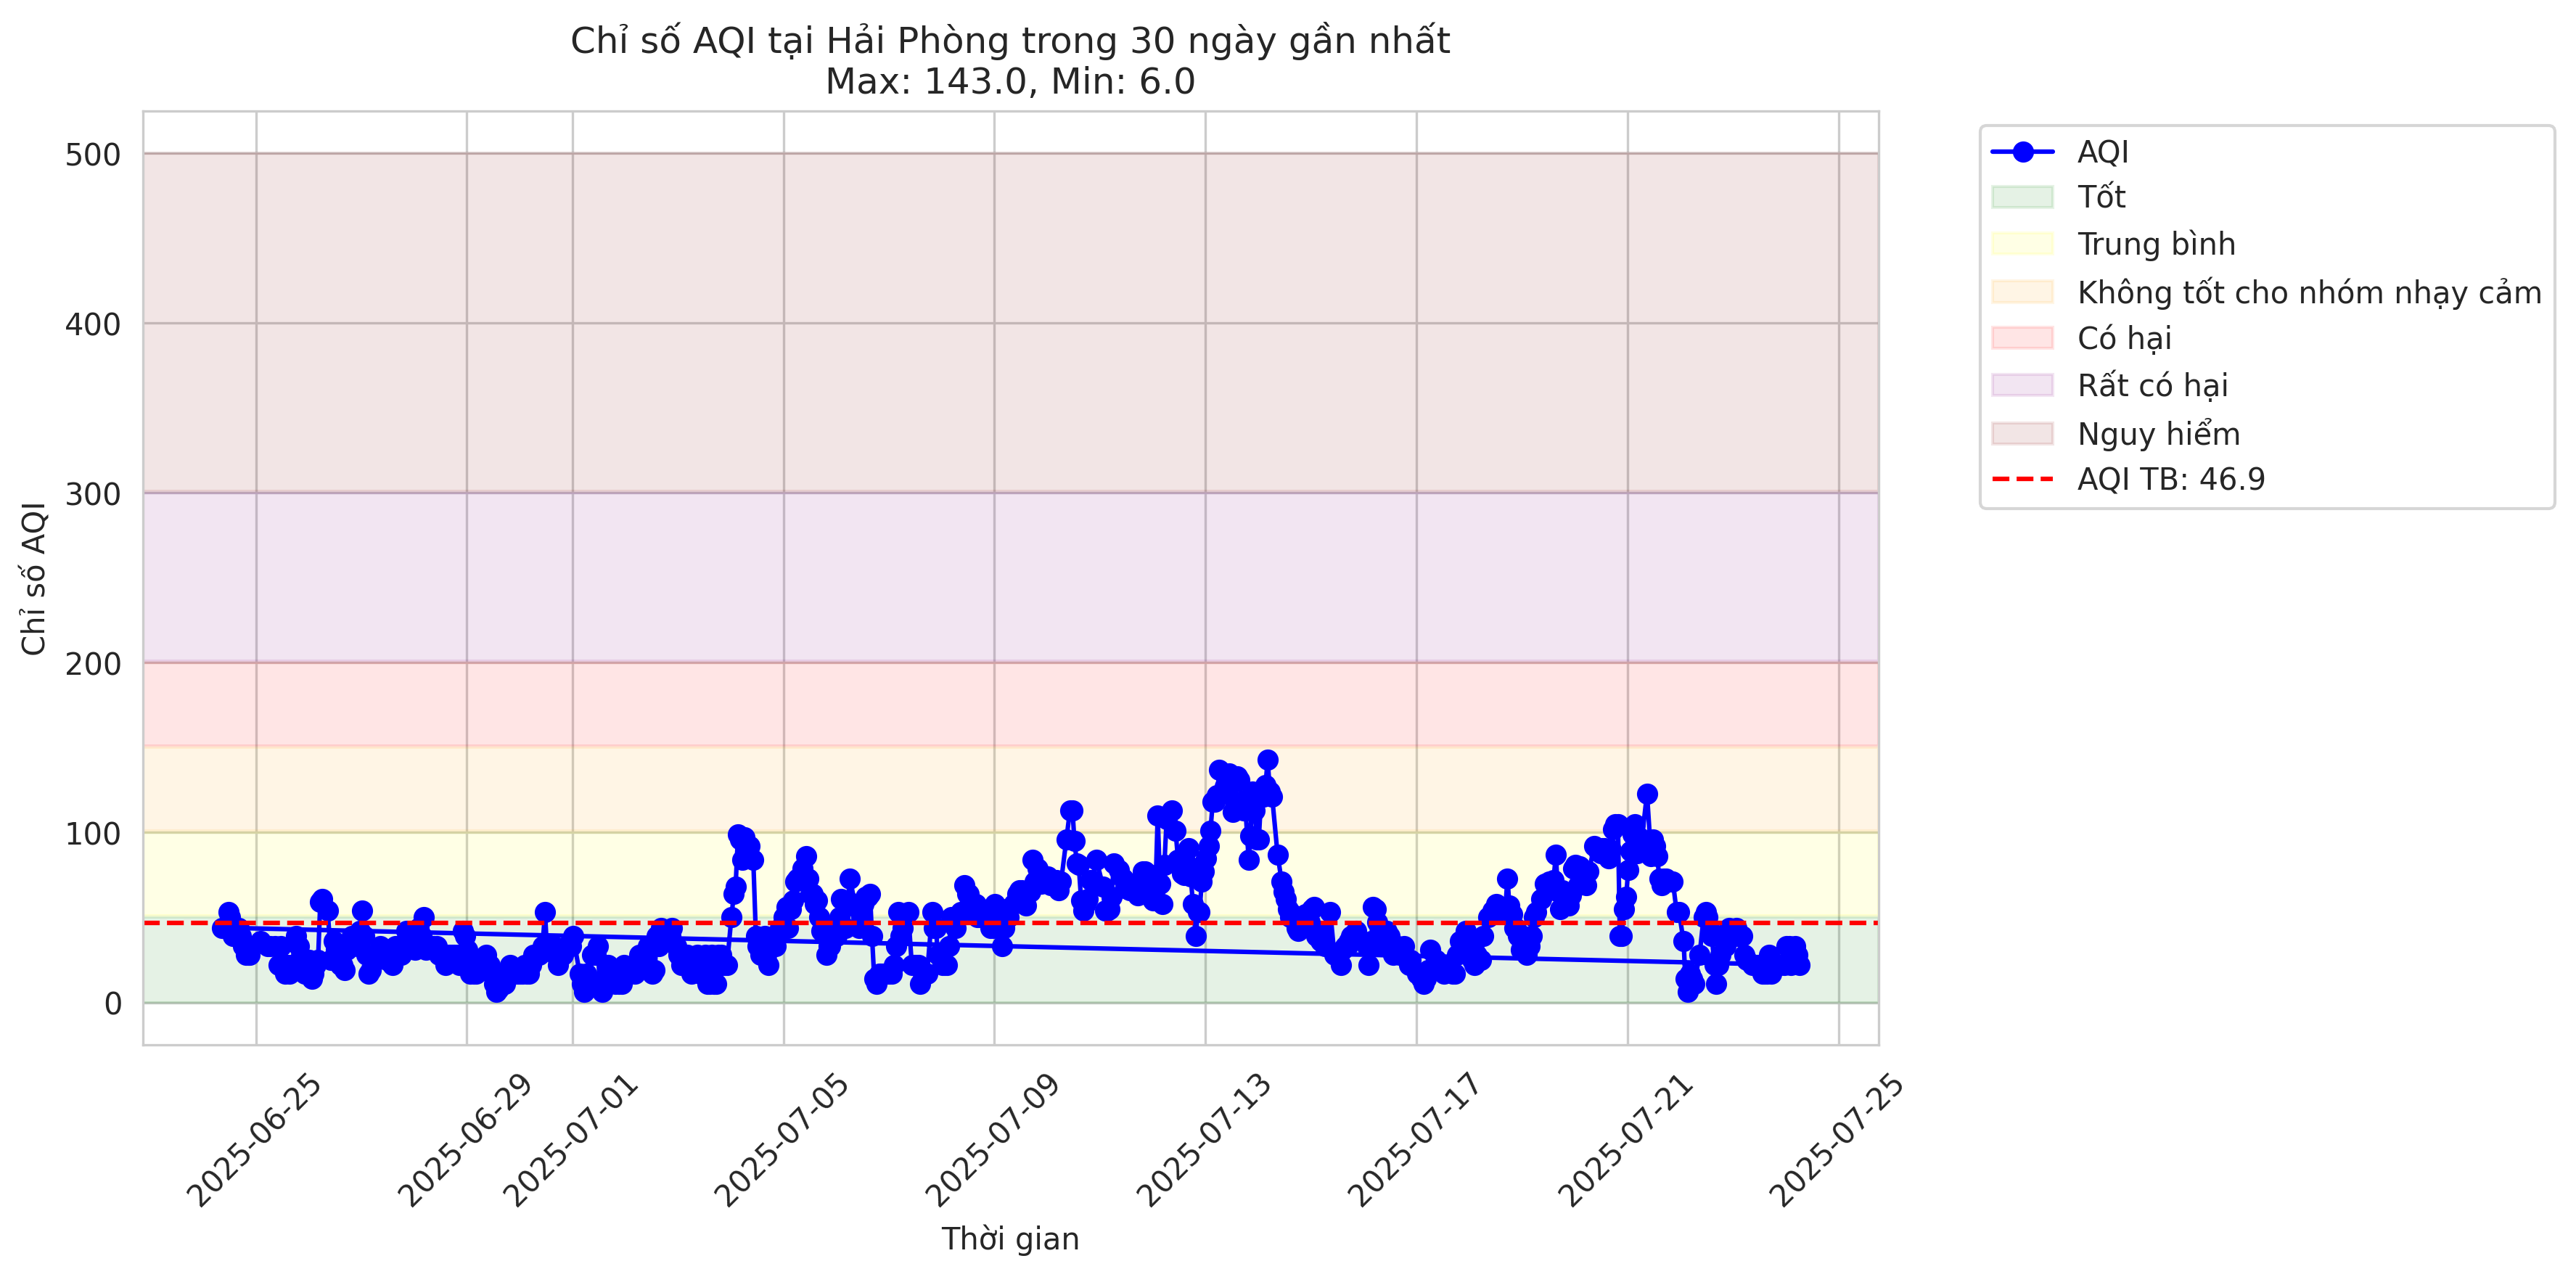 Chỉ số AQI tại Hải Phòng trong 30 ngày gần nhất
Max: 143.0, Min: 6.0
Chỉ số AQI
500
400
300
200
100
0
2025-06-25
2025-06-29
2025-07-01
2025-07-05
2025-07-09
2025-07-13
2025-07-17
2025-07-21
2025-07-25
Thời gian
AQI
Tốt
Trung bình
Không tốt cho nhóm nhạy cảm
Có hại
Rất có hại
Nguy hiểm
AQI TB: 46.9